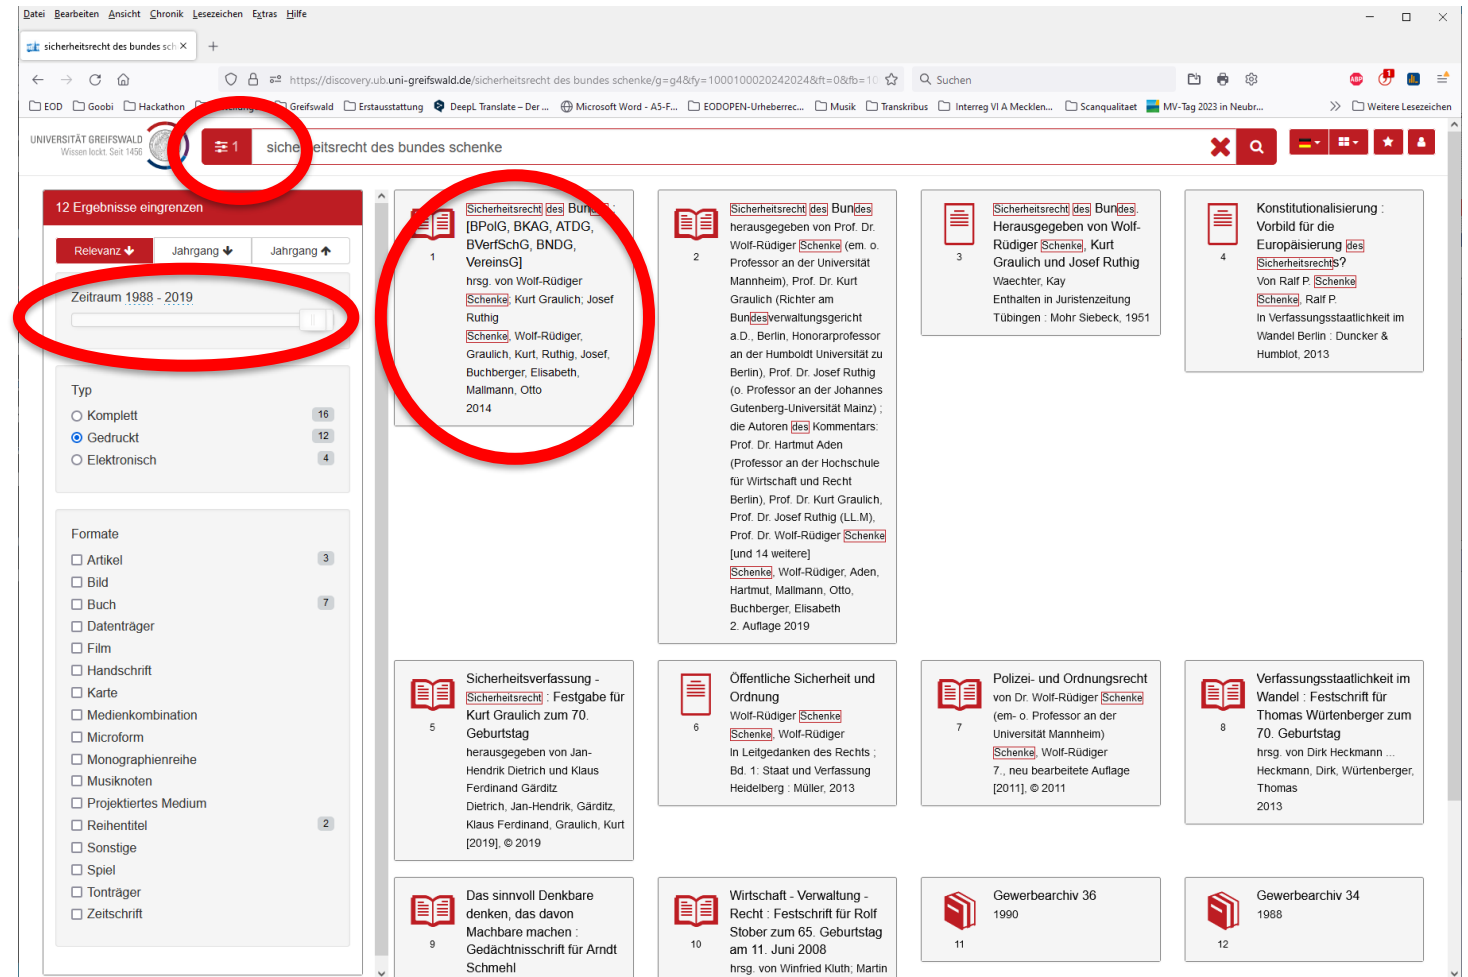 Datei Bearbeiten Ansicht Chronik Lesezeichen Extras Hilfe
sicherheitsrecht des bundes sch
https://discovery.ub.uni-greifswald.de/sicherheitsrecht des bundes schenke/g=g4&fy=1000100020242024&ft=0&fb=10
Suchen
EOD Goobi Hackathon Greifswald Erstausstattung DeepL Translate – Der ... Microsoft Word - A5-F... EODOPEN-Urheberrec... Musik Transkribus Interreg VI A Mecklen... Scanqualitaet MV-Tag 2023 in Neubr... Weitere Lesezeichen
UNIVERSITÄT GREIFSWALD
Wissen lockt. Seit 1456
1
sicherheitsrecht des bundes schenke
12 Ergebnisse eingrenzen
Relevanz Jahrgang Jahrgang
Zeitraum 1988 - 2019
Typ
Komplett 16
Gedruckt 12
Elektronisch 4
Formate
Artikel 3
Bild
Buch 7
Datenträger
Film
Handschrift
Karte
Medienkombination
Microform
Monographienreihe
Musiknoten
Projektiertes Medium
Reihentitel 2
Sonstige
Spiel
Tonträger
Zeitschrift
1
Sicherheitsrecht des Bundes :
[BPolG, BKAG, ATDG,
BVerfSchG, BNDG,
VereinsG]
hrsg. von Wolf-Rüdiger
Schenke; Kurt Graulich; Josef
Ruthig
Schenke, Wolf-Rüdiger,
Graulich, Kurt, Ruthig, Josef,
Buchberger, Elisabeth,
Mallmann, Otto
2014
2
Sicherheitsrecht des Bundes
herausgegeben von Prof. Dr.
Wolf-Rüdiger Schenke (em. o.
Professor an der Universität
Mannheim), Prof. Dr. Kurt
Graulich (Richter am
Bundesverwaltungsgericht
a.D., Berlin, Honorarprofessor
an der Humboldt Universität zu
Berlin), Prof. Dr. Josef Ruthig
(o. Professor an der Johannes
Gutenberg-Universität Mainz) ;
die Autoren des Kommentars:
Prof. Dr. Hartmut Aden
(Professor an der Hochschule
für Wirtschaft und Recht
Berlin), Prof. Dr. Kurt Graulich,
Prof. Dr. Josef Ruthig (LL.M),
Prof. Dr. Wolf-Rüdiger Schenke
[und 14 weitere]
Schenke, Wolf-Rüdiger, Aden,
Hartmut, Mallmann, Otto,
Buchberger, Elisabeth
2. Auflage 2019
3
Sicherheitsrecht des Bundes.
Herausgegeben von Wolf-
Rüdiger Schenke, Kurt
Graulich und Josef Ruthig
Waechter, Kay
Enthalten in Juristenzeitung
Tübingen : Mohr Siebeck, 1951
4
Konstitutionalisierung :
Vorbild für die
Europäisierung des
Sicherheitsrechts?
Von Ralf P. Schenke
Schenke, Ralf P.
In Verfassungsstaatlichkeit im
Wandel Berlin : Duncker &
Humblot, 2013
5
Sicherheitsverfassung -
Sicherheitsrecht : Festgabe für
Kurt Graulich zum 70.
Geburtstag
herausgegeben von Jan-
Hendrik Dietrich und Klaus
Ferdinand Gärditz
Dietrich, Jan-Hendrik, Gärditz,
Klaus Ferdinand, Graulich, Kurt
[2019], © 2019
6
Öffentliche Sicherheit und
Ordnung
Wolf-Rüdiger Schenke
Schenke, Wolf-Rüdiger
In Leitgedanken des Rechts ;
Bd. 1: Staat und Verfassung
Heidelberg : Müller, 2013
7
Polizei- und Ordnungsrecht
von Dr. Wolf-Rüdiger Schenke
(em- o. Professor an der
Universität Mannheim)
Schenke, Wolf-Rüdiger
7., neu bearbeitete Auflage
[2011], © 2011
8
Verfassungsstaatlichkeit im
Wandel : Festschrift für
Thomas Würtenberger zum
70. Geburtstag
hrsg. von Dirk Heckmann ...
Heckmann, Dirk, Würtenberger,
Thomas
2013
9
Das sinnvoll Denkbare
denken, das davon
Machbare machen :
Gedächtnisschrift für Arndt
Schmehl
10
Wirtschaft - Verwaltung -
Recht : Festschrift für Rolf
Stober zum 65. Geburtstag
am 11. Juni 2008
hrsg. von Winfried Kluth; Martin
11
Gewerbearchiv 36
1990
12
Gewerbearchiv 34
1988